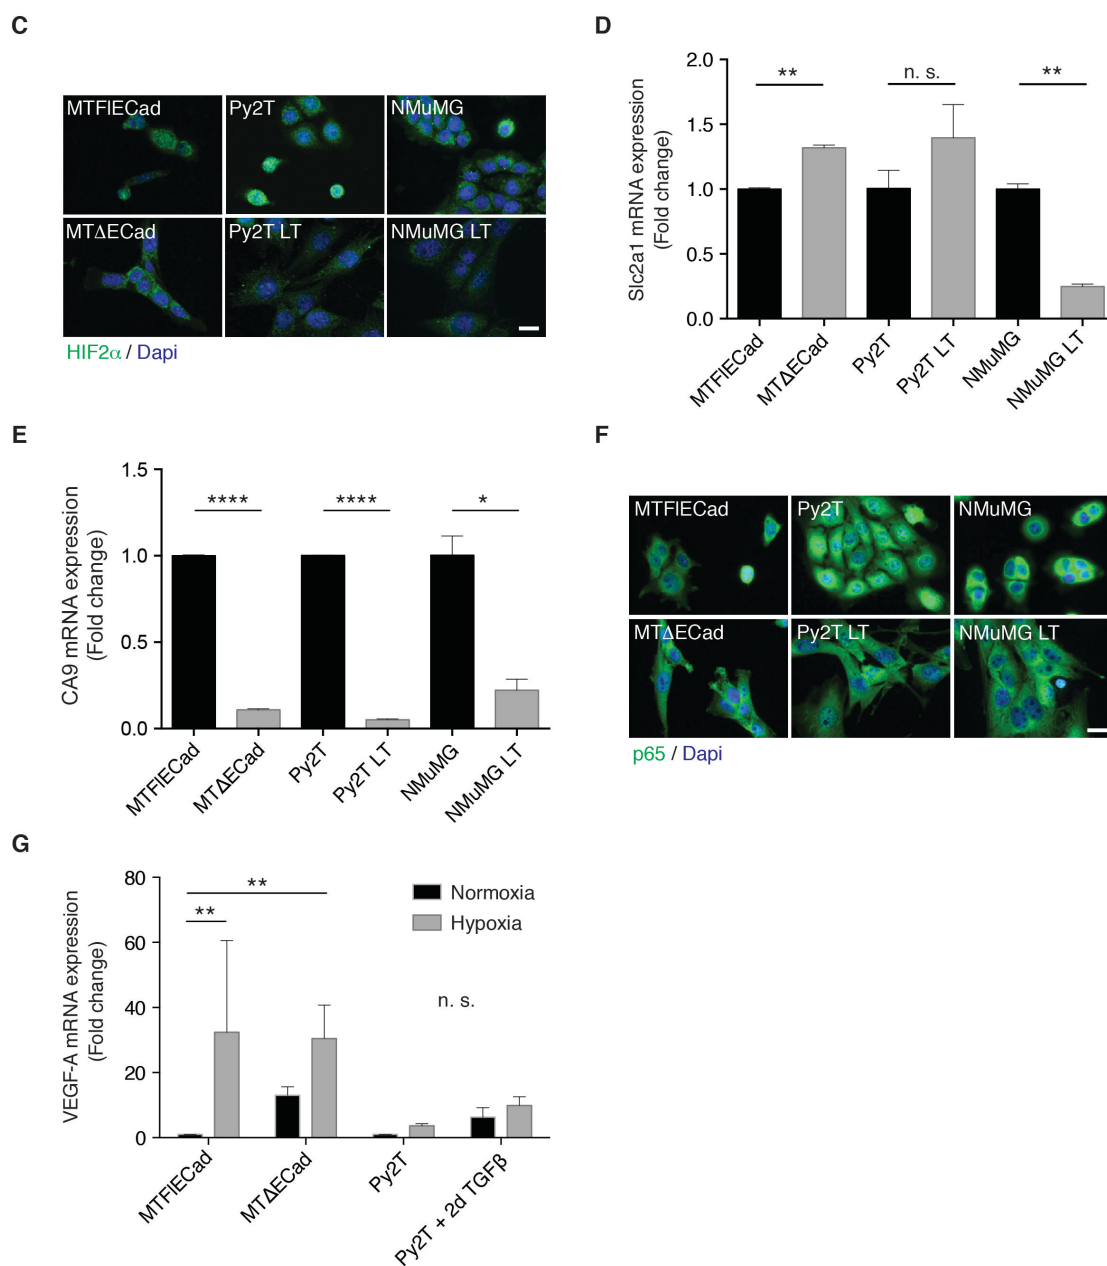 C
MTFlECad
Py2T
NMuMG
MTΔECad
Py2T LT
NMuMG LT
HIF2α / Dapi
D
Slc2a1 mRNA expression
(Fold change)
2.0
1.5
1.0
0.5
0.0
**
n. s.
**
MTFlECad
MTΔECad
Py2T
Py2T LT
NMuMG
NMuMG LT
E
CA9 mRNA expression
(Fold change)
1.5
1.0
0.5
0.0
****
****
*
MTFlECad
MTΔECad
Py2T
Py2T LT
NMuMG
NMuMG LT
F
MTFlECad
Py2T
NMuMG
MTΔECad
Py2T LT
NMuMG LT
p65 / Dapi
G
VEGF-A mRNA expression
(Fold change)
80
60
40
20
0
**
**
Normoxia
Hypoxia
n. s.
MTFlECad
MTΔECad
Py2T
Py2T + 2d TGFβ